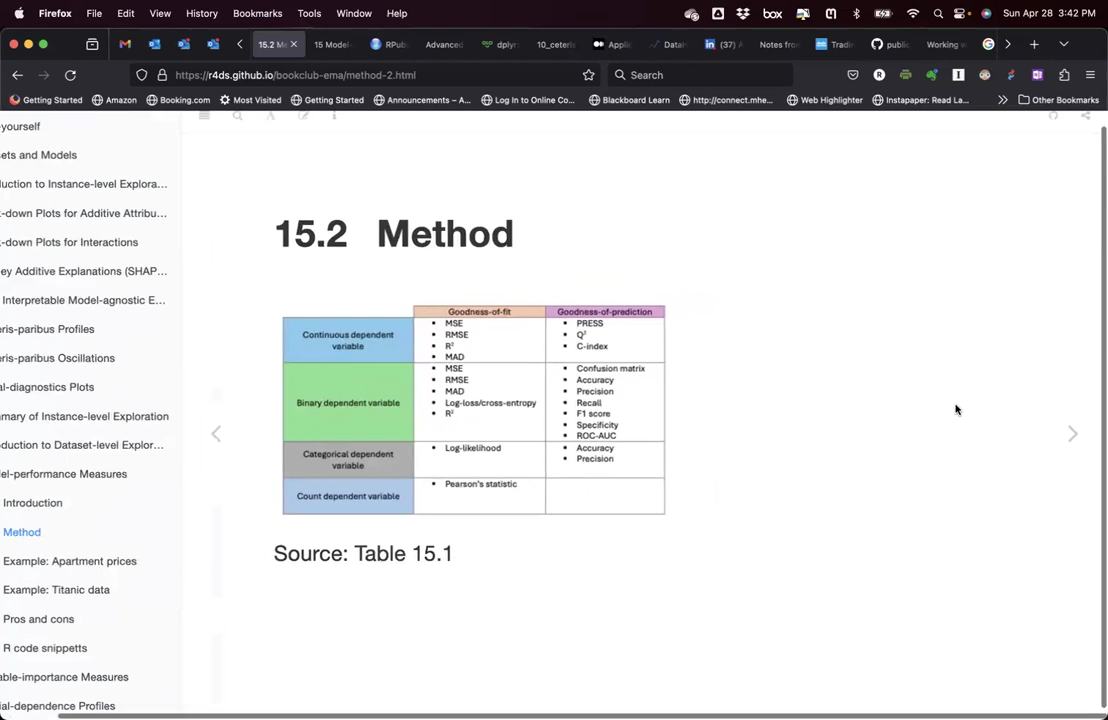 Firefox File Edit View History Bookmarks Tools Window Help box Sun Apr 28 3:42 PM
15.2 M 15 Model- RPub Advanced dplyr 10_ceteris Applic DataH (37) A Notes from Tradin public Working w
https://r4ds.github.io/bookclub-ema/method-2.html Search
Getting Started Amazon Booking.com Most Visited Getting Started Announcements – A... Log In to Online Co... Blackboard Learn http://connect.mhe... Web Highlighter Instapaper: Read La... Other Bookmarks
-yourself
ets and Models
uction to Instance-level Explora...
k-down Plots for Additive Attribu...
k-down Plots for Interactions
ey Additive Explanations (SHAP...
Interpretable Model-agnostic E...
eris-paribus Profiles
eris-paribus Oscillations
al-diagnostics Plots
mary of Instance-level Exploration
duction to Dataset-level Explor...
el-performance Measures
Introduction
Method
Example: Apartment prices
Example: Titanic data
Pros and cons
R code snippetts
able-importance Measures
ial-dependence Profiles
15.2 Method
Goodness-of-fit Goodness-of-prediction
Continuous dependent
variable
• MSE
• RMSE
• R²
• MAD
• PRESS
• Q²
• C-index
Binary dependent variable
• MSE
• RMSE
• MAD
• Log-loss/cross-entropy
• R²
• Confusion matrix
• Accuracy
• Precision
• Recall
• F1 score
• Specificity
• ROC-AUC
Categorical dependent
variable
• Log-likelihood
• Accuracy
• Precision
Count dependent variable
• Pearson's statistic
Source: Table 15.1